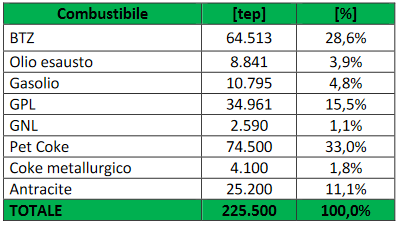 Combustibile [tep] [%]
BTZ 64.513 28,6%
Olio esausto 8.841 3,9%
Gasolio 10.795 4,8%
GPL 34.961 15,5%
GNL 2.590 1,1%
Pet Coke 74.500 33,0%
Coke metallurgico 4.100 1,8%
Antracite 25.200 11,1%
TOTALE 225.500 100,0%